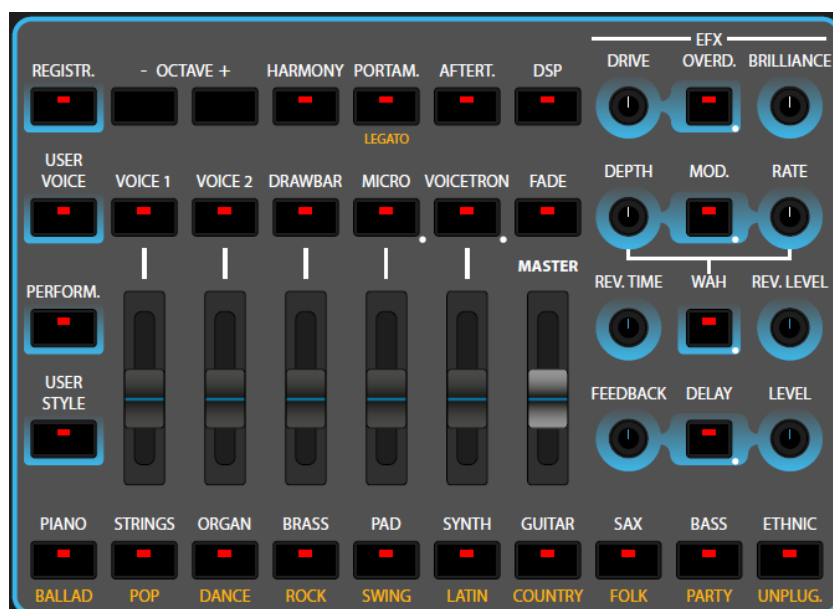 EFX
DRIVE OVERD. BRILLIANCE
REGISTR. - OCTAVE + HARMONY PORTAM. AFTERT. DSP
LEGATO
USER
VOICE VOICE 1 VOICE 2 DRAWBAR MICRO VOICETRON FADE
DEPTH MOD. RATE
MASTER
PERFORM.
REV. TIME WAH REV. LEVEL
USER
STYLE
FEEDBACK DELAY LEVEL
PIANO STRINGS ORGAN BRASS PAD SYNTH GUITAR SAX BASS ETHNIC
BALLAD POP DANCE ROCK SWING LATIN COUNTRY FOLK PARTY UNPLUG.